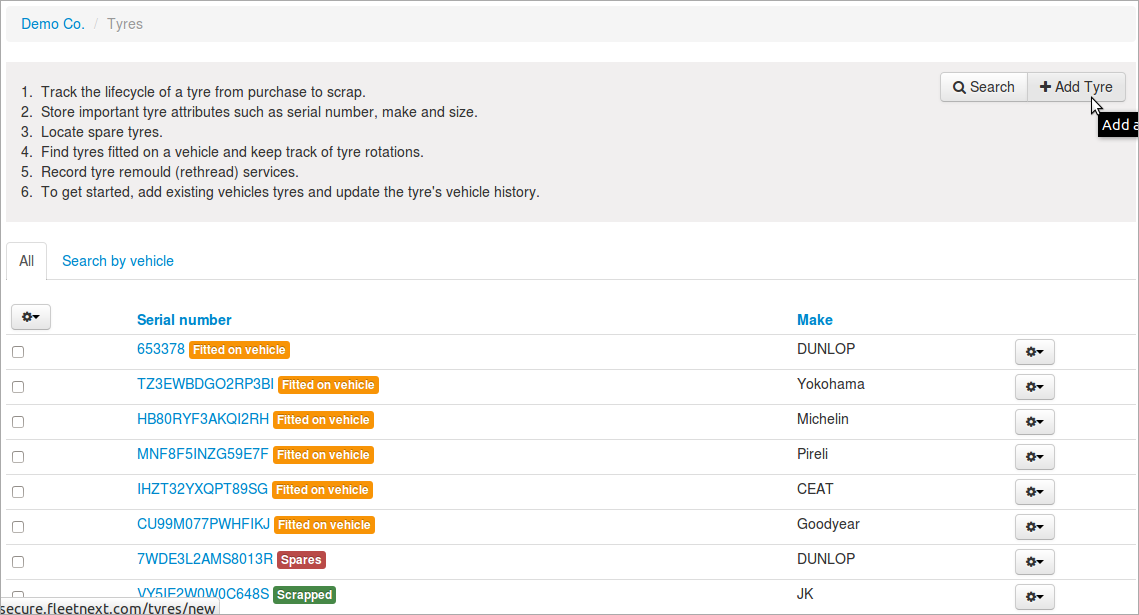 Demo Co. / Tyres
Search
Add Tyre
Add a
1. Track the lifecycle of a tyre from purchase to scrap.
2. Store important tyre attributes such as serial number, make and size.
3. Locate spare tyres.
4. Find tyres fitted on a vehicle and keep track of tyre rotations.
5. Record tyre remould (rethread) services.
6. To get started, add existing vehicles tyres and update the tyre's vehicle history.
All Search by vehicle
Serial number Make
653378 Fitted on vehicle DUNLOP
TZ3EWBDGO2RP3BI Fitted on vehicle Yokohama
HB80RYF3AKQI2RH Fitted on vehicle Michelin
MNF8F5INZG59E7F Fitted on vehicle Pireli
IHZT32YXQPT89SG Fitted on vehicle CEAT
CU99M077PWHFIKJ Fitted on vehicle Goodyear
7WDE3L2AMS8013R Spares DUNLOP
Scrapped JK
secure.fleetnext.com/tyres/new